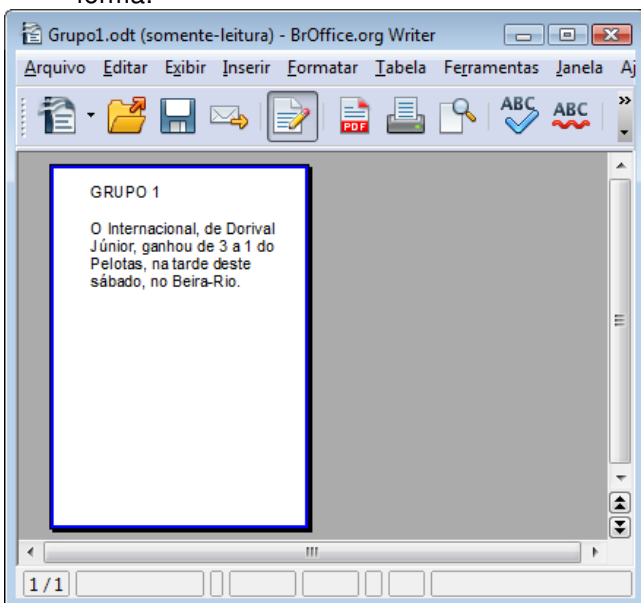 forma:
Grupo1.odt (somente-leitura) - BrOffice.org Writer
Arquivo Editar Exibir Inserir Formatar Tabela Ferramentas Janela Aj
PDF ABC ABC »
GRUPO 1
O Internacional, de Dorival
Júnior, ganhou de 3 a 1 do
Pelotas, na tarde deste
sábado, no Beira-Rio.
1/1